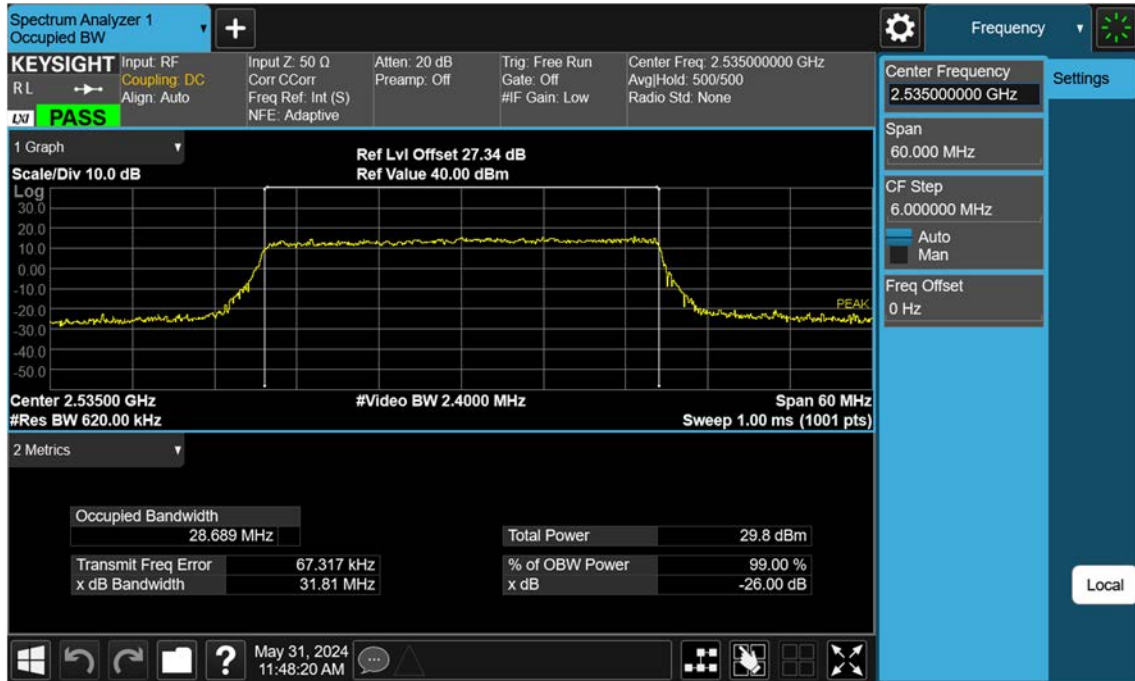 Spectrum Analyzer 1
Occupied BW
+
Frequency
KEYSIGHT
RL
LXI
PASS
Input: RF
Coupling: DC
Align: Auto
Input Z: 50 Ω
Corr CCorr
Freq Ref: Int (S)
NFE: Adaptive
Atten: 20 dB
Preamp: Off
Trig: Free Run
Gate: Off
#IF Gain: Low
Center Freq: 2.535000000 GHz
Avg|Hold: 500/500
Radio Std: None
Center Frequency
2.535000000 GHz
Settings
Span
60.000 MHz
CF Step
6.000000 MHz
Auto
Man
Freq Offset
0 Hz
Local
1 Graph
Scale/Div 10.0 dB
Ref Lvl Offset 27.34 dB
Ref Value 40.00 dBm
Log
30.0
20.0
10.0
0.00
-10.0
-20.0
-30.0
-40.0
-50.0
PEAK
Center 2.53500 GHz
#Video BW 2.4000 MHz
Span 60 MHz
#Res BW 620.00 kHz
Sweep 1.00 ms (1001 pts)
2 Metrics
Occupied Bandwidth
28.689 MHz
Total Power 29.8 dBm
Transmit Freq Error 67.317 kHz
% of OBW Power 99.00 %
x dB Bandwidth 31.81 MHz
x dB -26.00 dB
?
May 31, 2024
11:48:20 AM